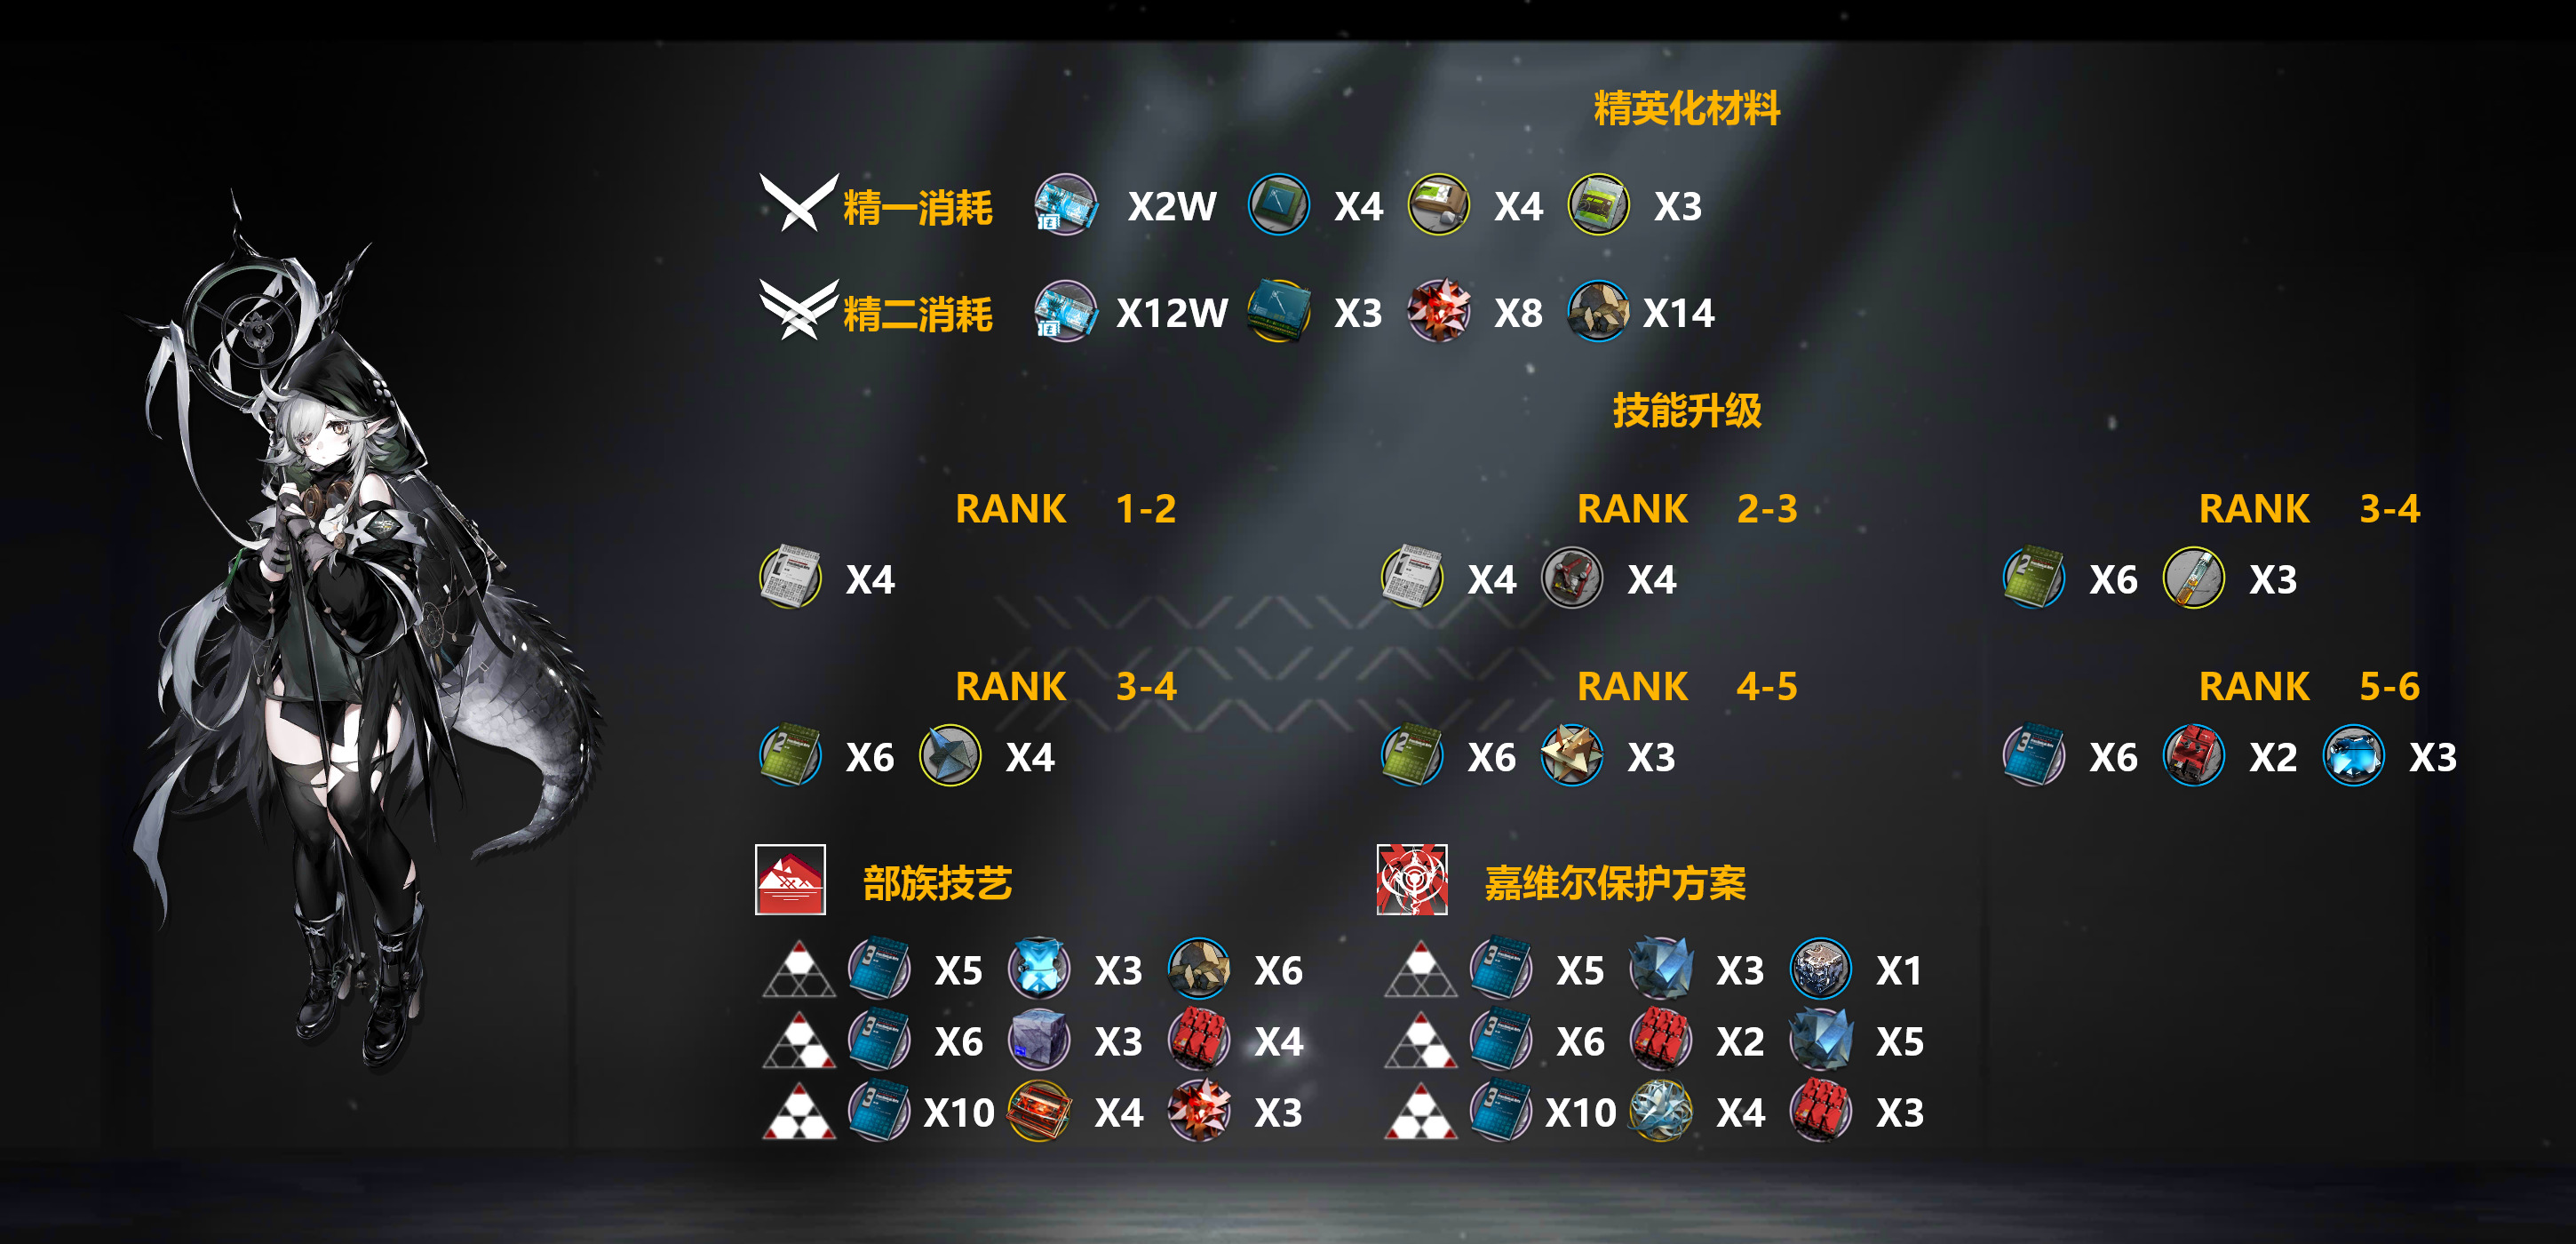 精英化材料
精一消耗 X2W X4 X4 X3
精二消耗 X12W X3 X8 X14
技能升级
RANK 1-2 RANK 2-3 RANK 3-4
X4 X4 X4 X6 X3
RANK 3-4 RANK 4-5 RANK 5-6
X6 X4 X6 X3 X6 X2 X3
部族技艺 嘉维尔保护方案
X5 X3 X6 X5 X3 X1
X6 X3 X4 X6 X2 X5
X10 X4 X3 X10 X4 X3